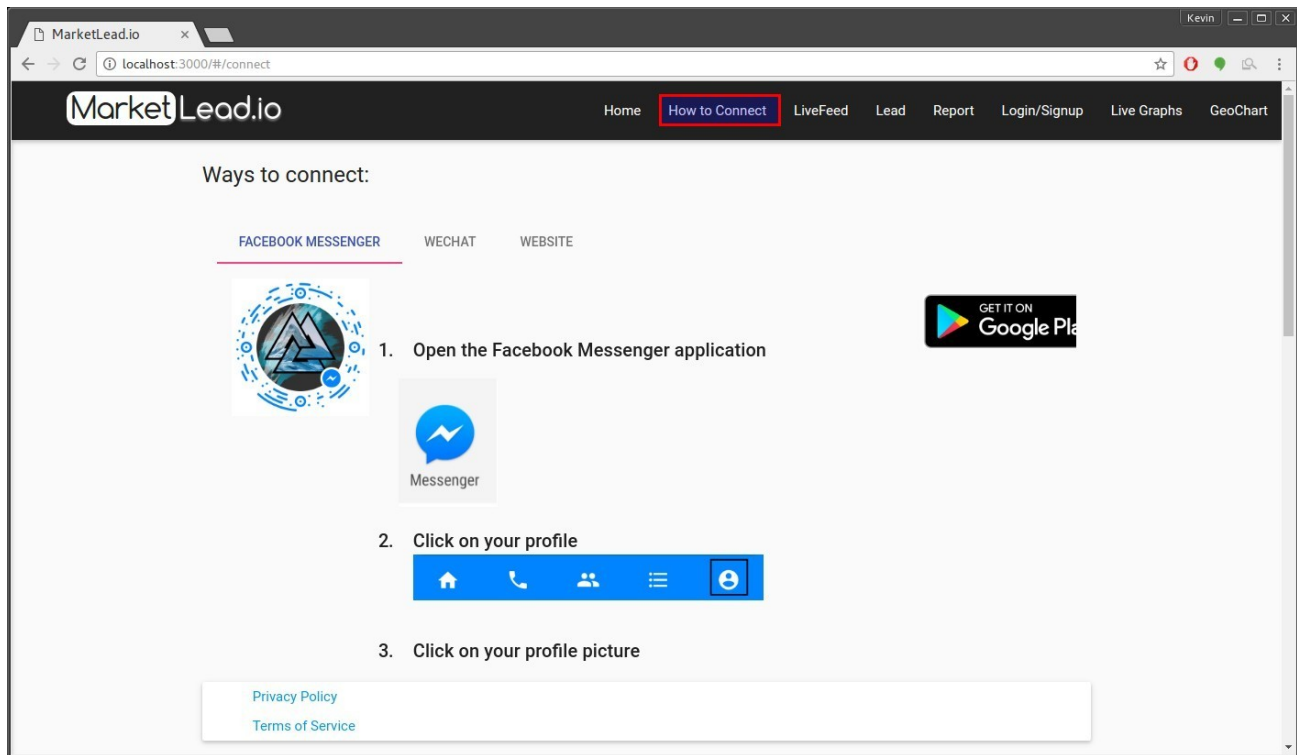 Kevin
MarketLead.io
localhost:3000/#/connect
MarketLead.io
Home How to Connect LiveFeed Lead Report Login/Signup Live Graphs GeoChart
Ways to connect:
FACEBOOK MESSENGER WECHAT WEBSITE
GET IT ON
Google Pla
1. Open the Facebook Messenger application
Messenger
2. Click on your profile
3. Click on your profile picture
Privacy Policy
Terms of Service